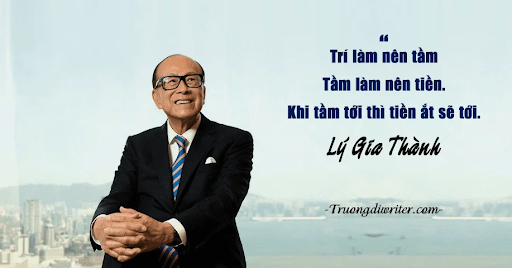 “
Trí làm nên tầm
Tầm làm nên tiền.
Khi tầm tới thì tiền ắt sẽ tới.
Lý Gia Thành
-Truongdiwriter.com-